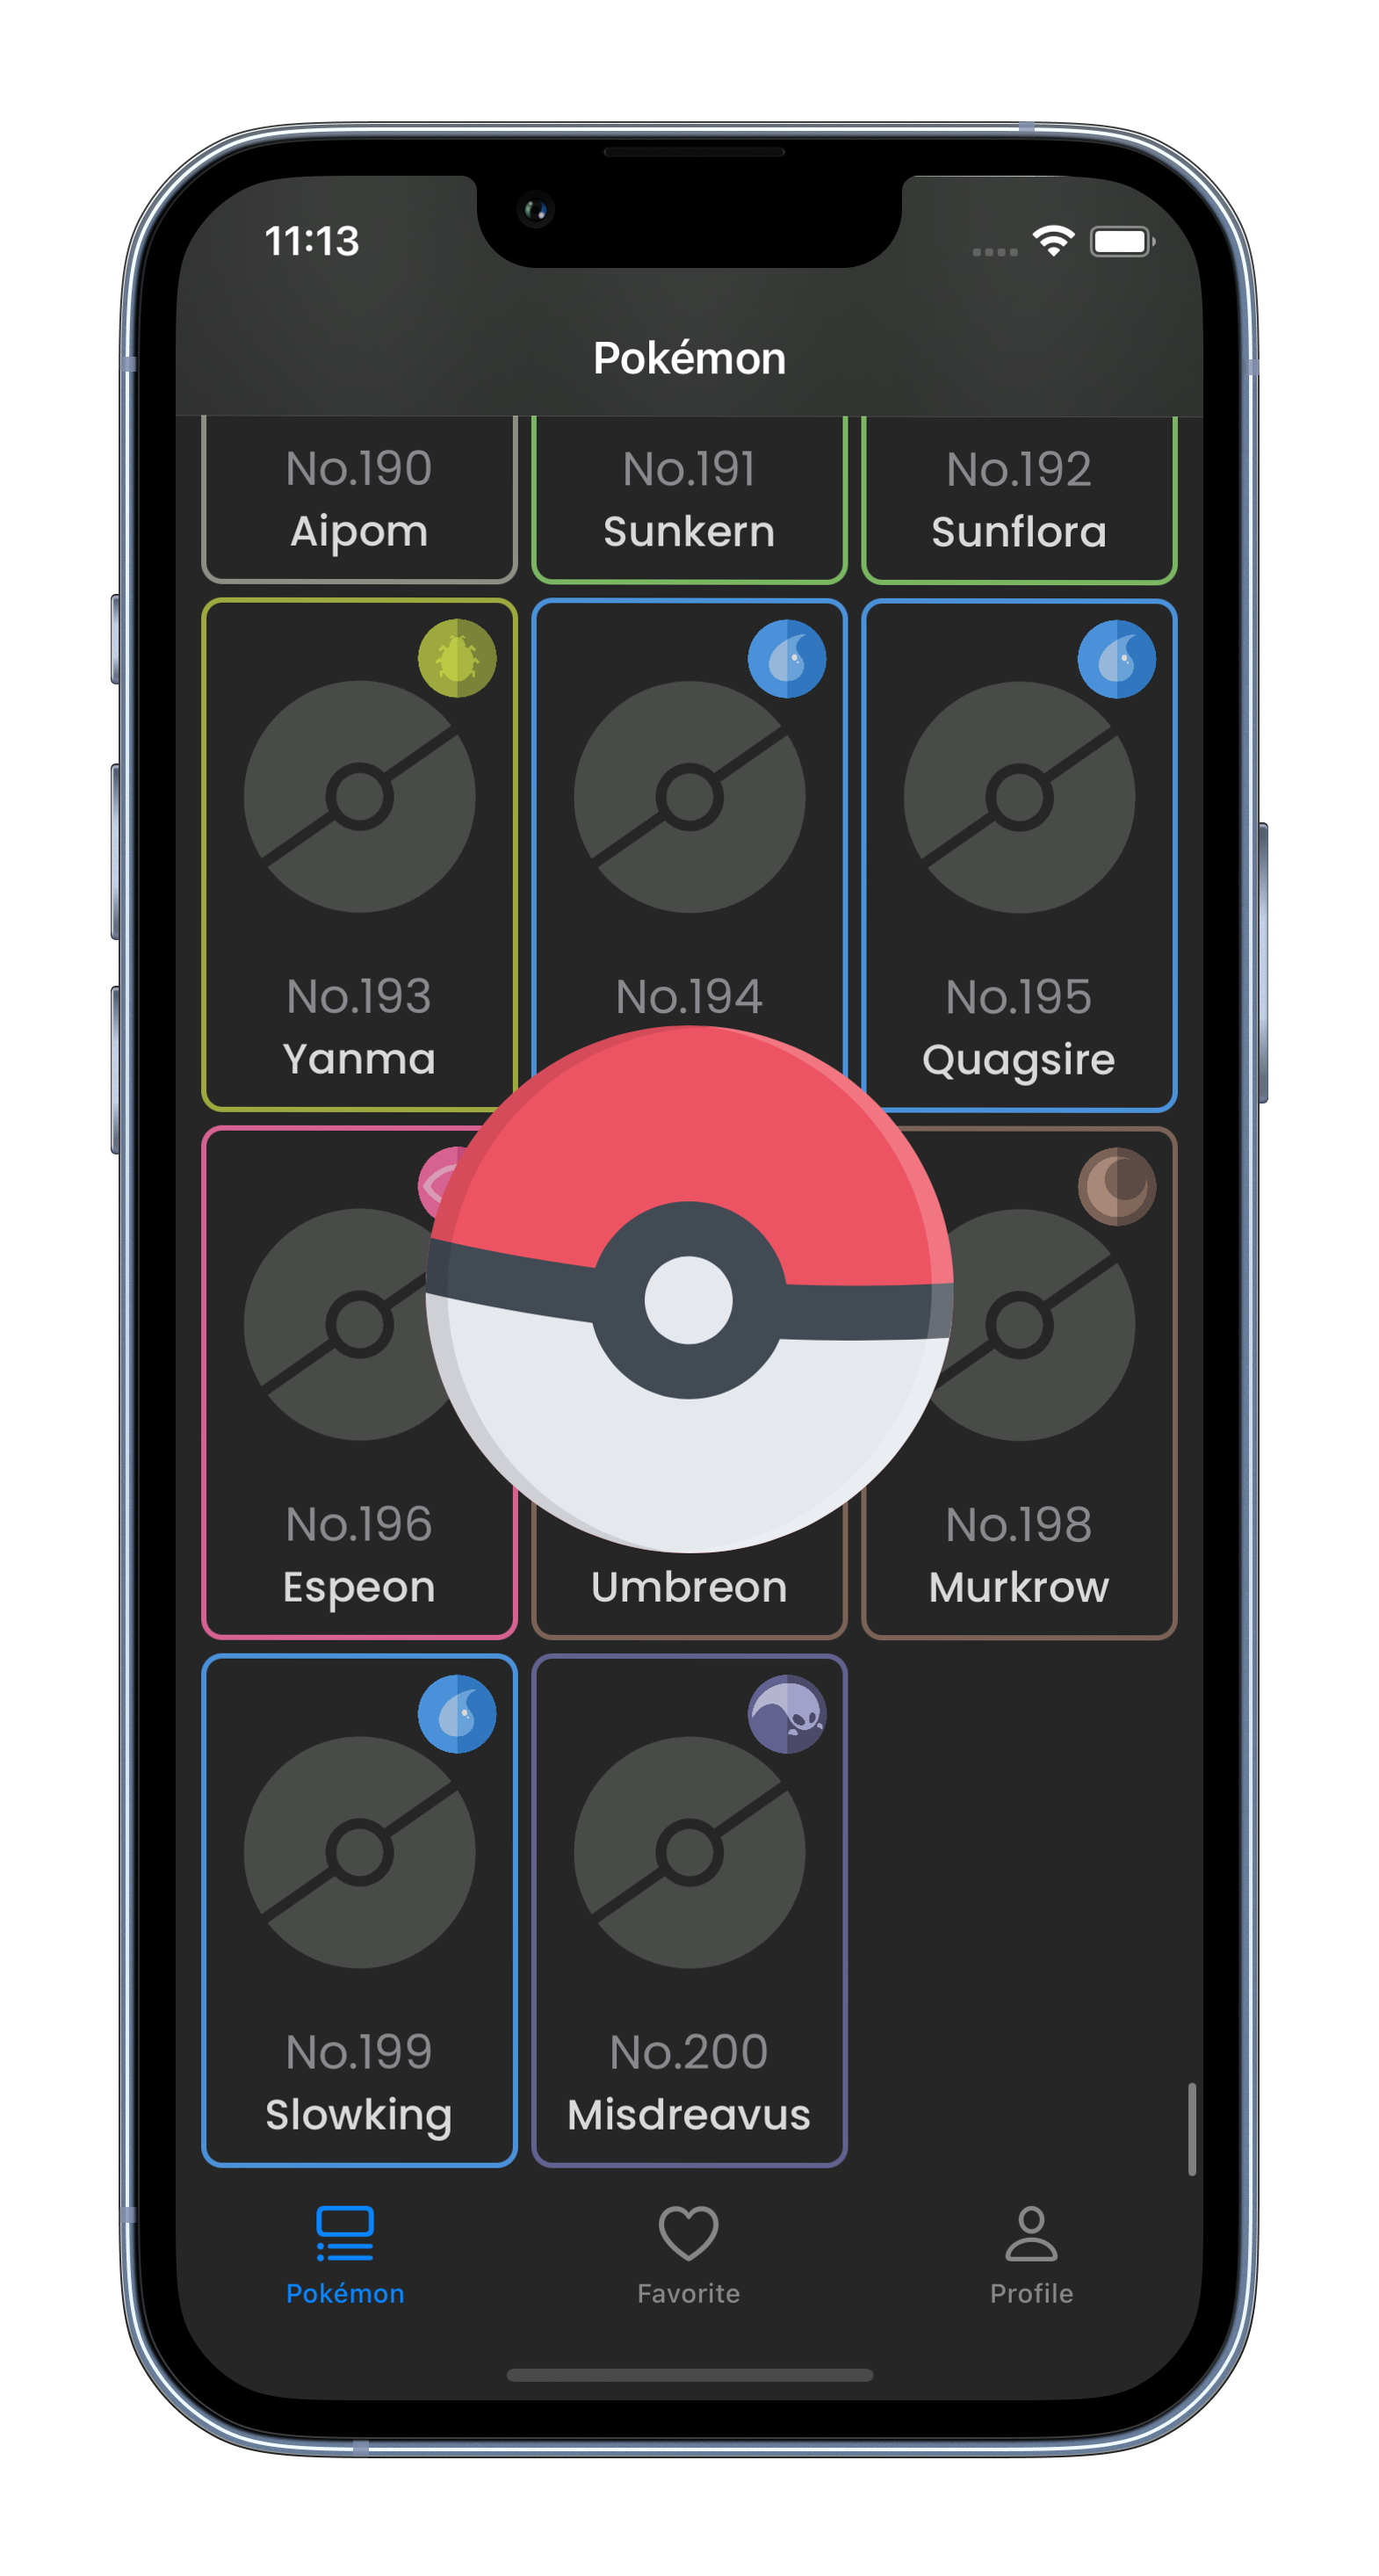 11:13
Pokémon
No.190 No.191 No.192
Aipom Sunkern Sunflora
No.193 No.194 No.195
Yanma Quagsire
No.196 No.198
Espeon Umbreon Murkrow
No.199 No.200
Slowking Misdreavus
Pokémon Favorite Profile